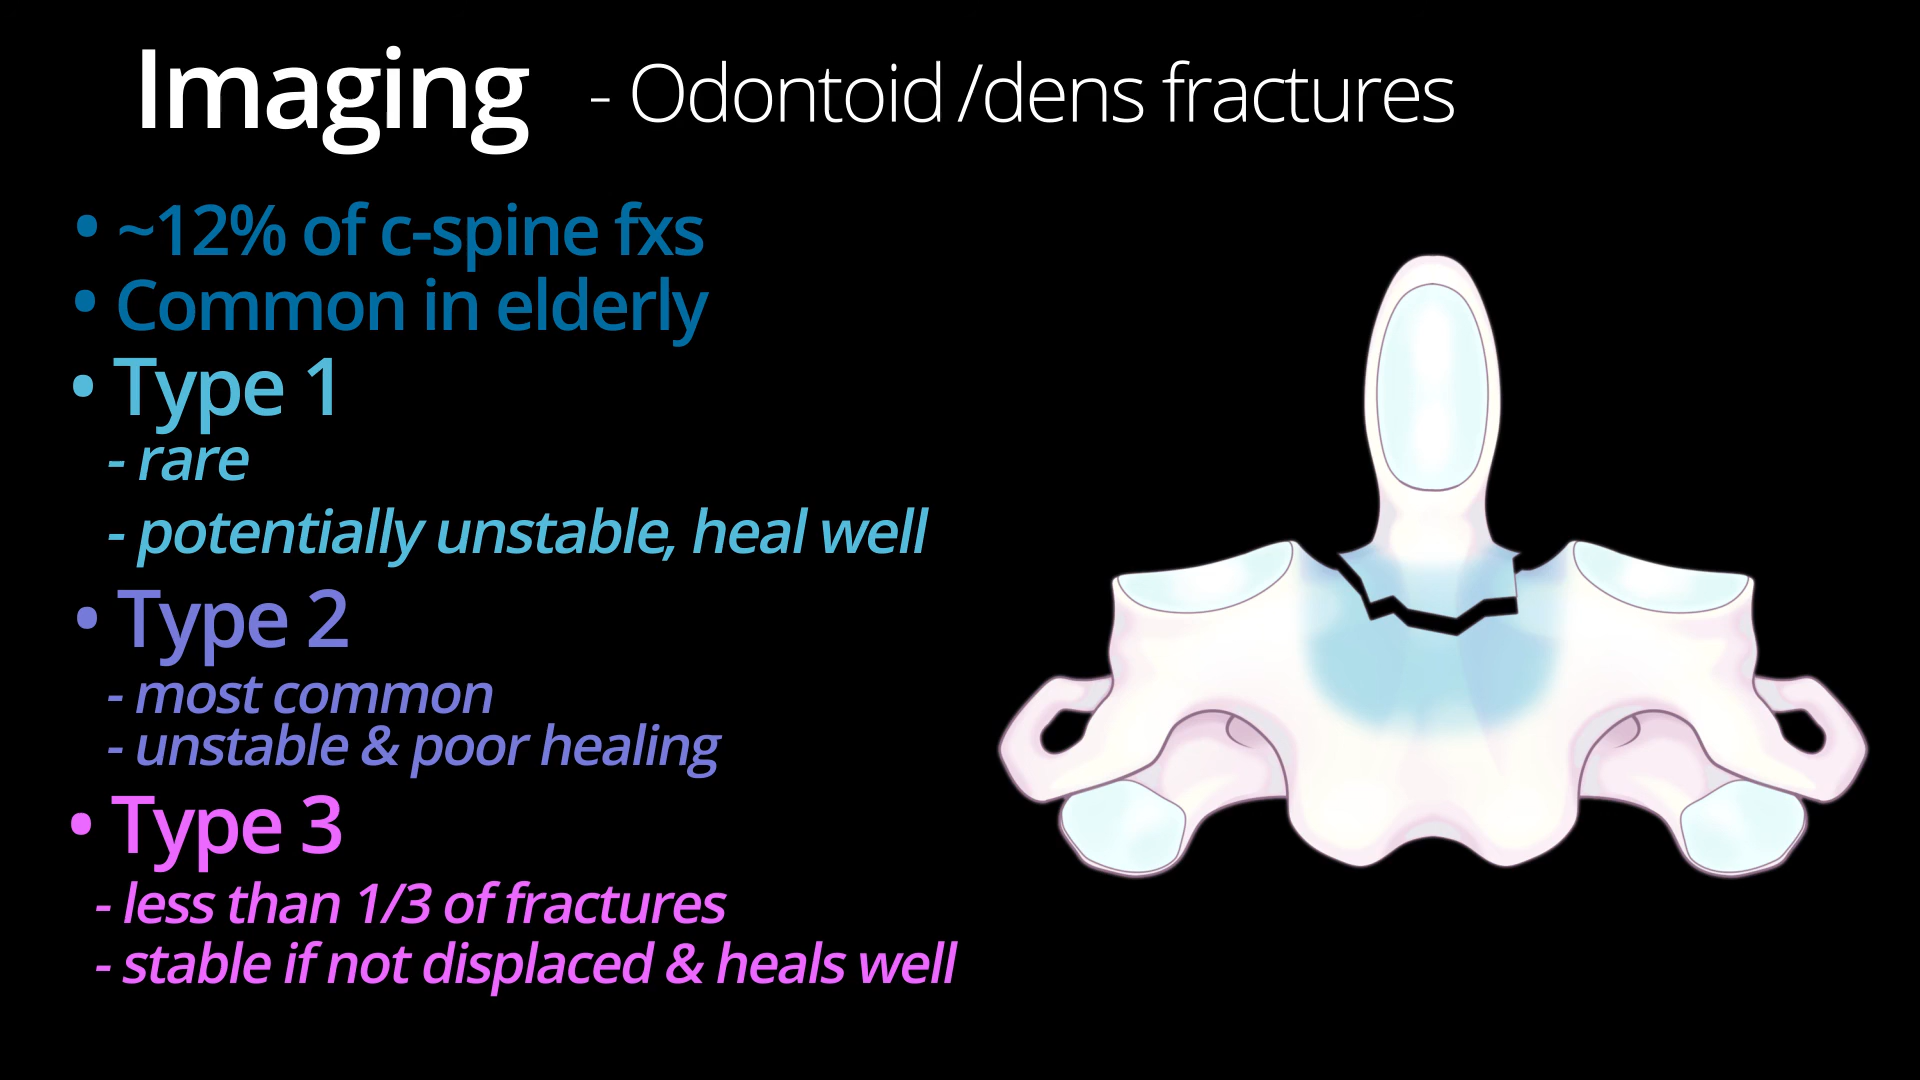 Imaging - Odontoid /dens fractures
• ~12% of c-spine fxs
• Common in elderly
• Type 1
- rare
- potentially unstable, heal well
• Type 2
- most common
- unstable & poor healing
• Type 3
- less than 1/3 of fractures
- stable if not displaced & heals well